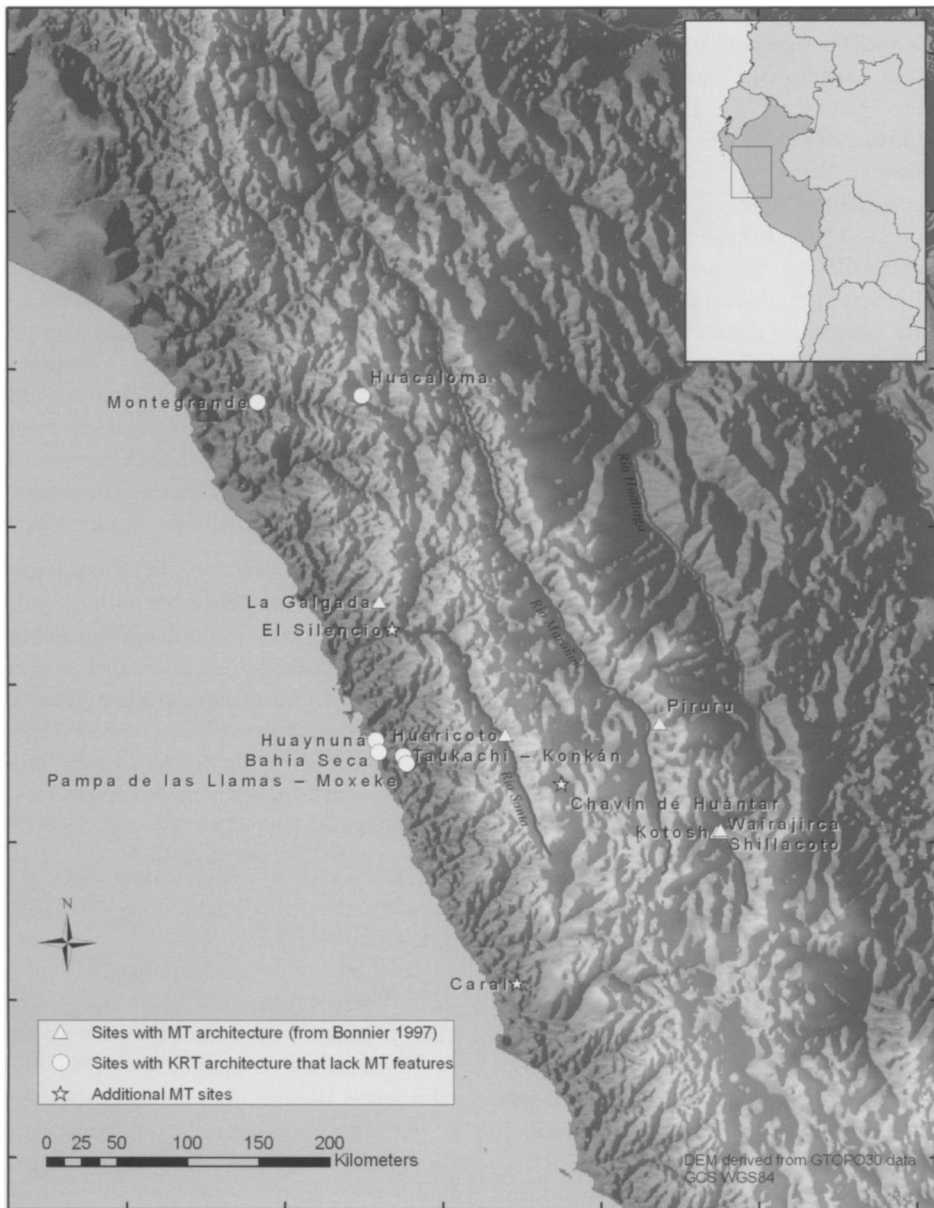 Huacaloma
Montegrande
Río Huallaga
La Galgada
El Silencio
Río Marañon
Piruru
Huaynuna
Huaricoto
Bahía Seca
Taukachi – Konkán
Pampa de las Llamas – Moxeke
Río Santa
Chavín de Huántar
Kotosh
Wairajirca
Shillacoto
N
Caral
Sites with MT architecture (from Bonnier 1997)
Sites with KRT architecture that lack MT features
Additional MT sites
0 25 50 100 150 200
Kilometers
DEM derived from GTOPO30 data
GCS WGS84